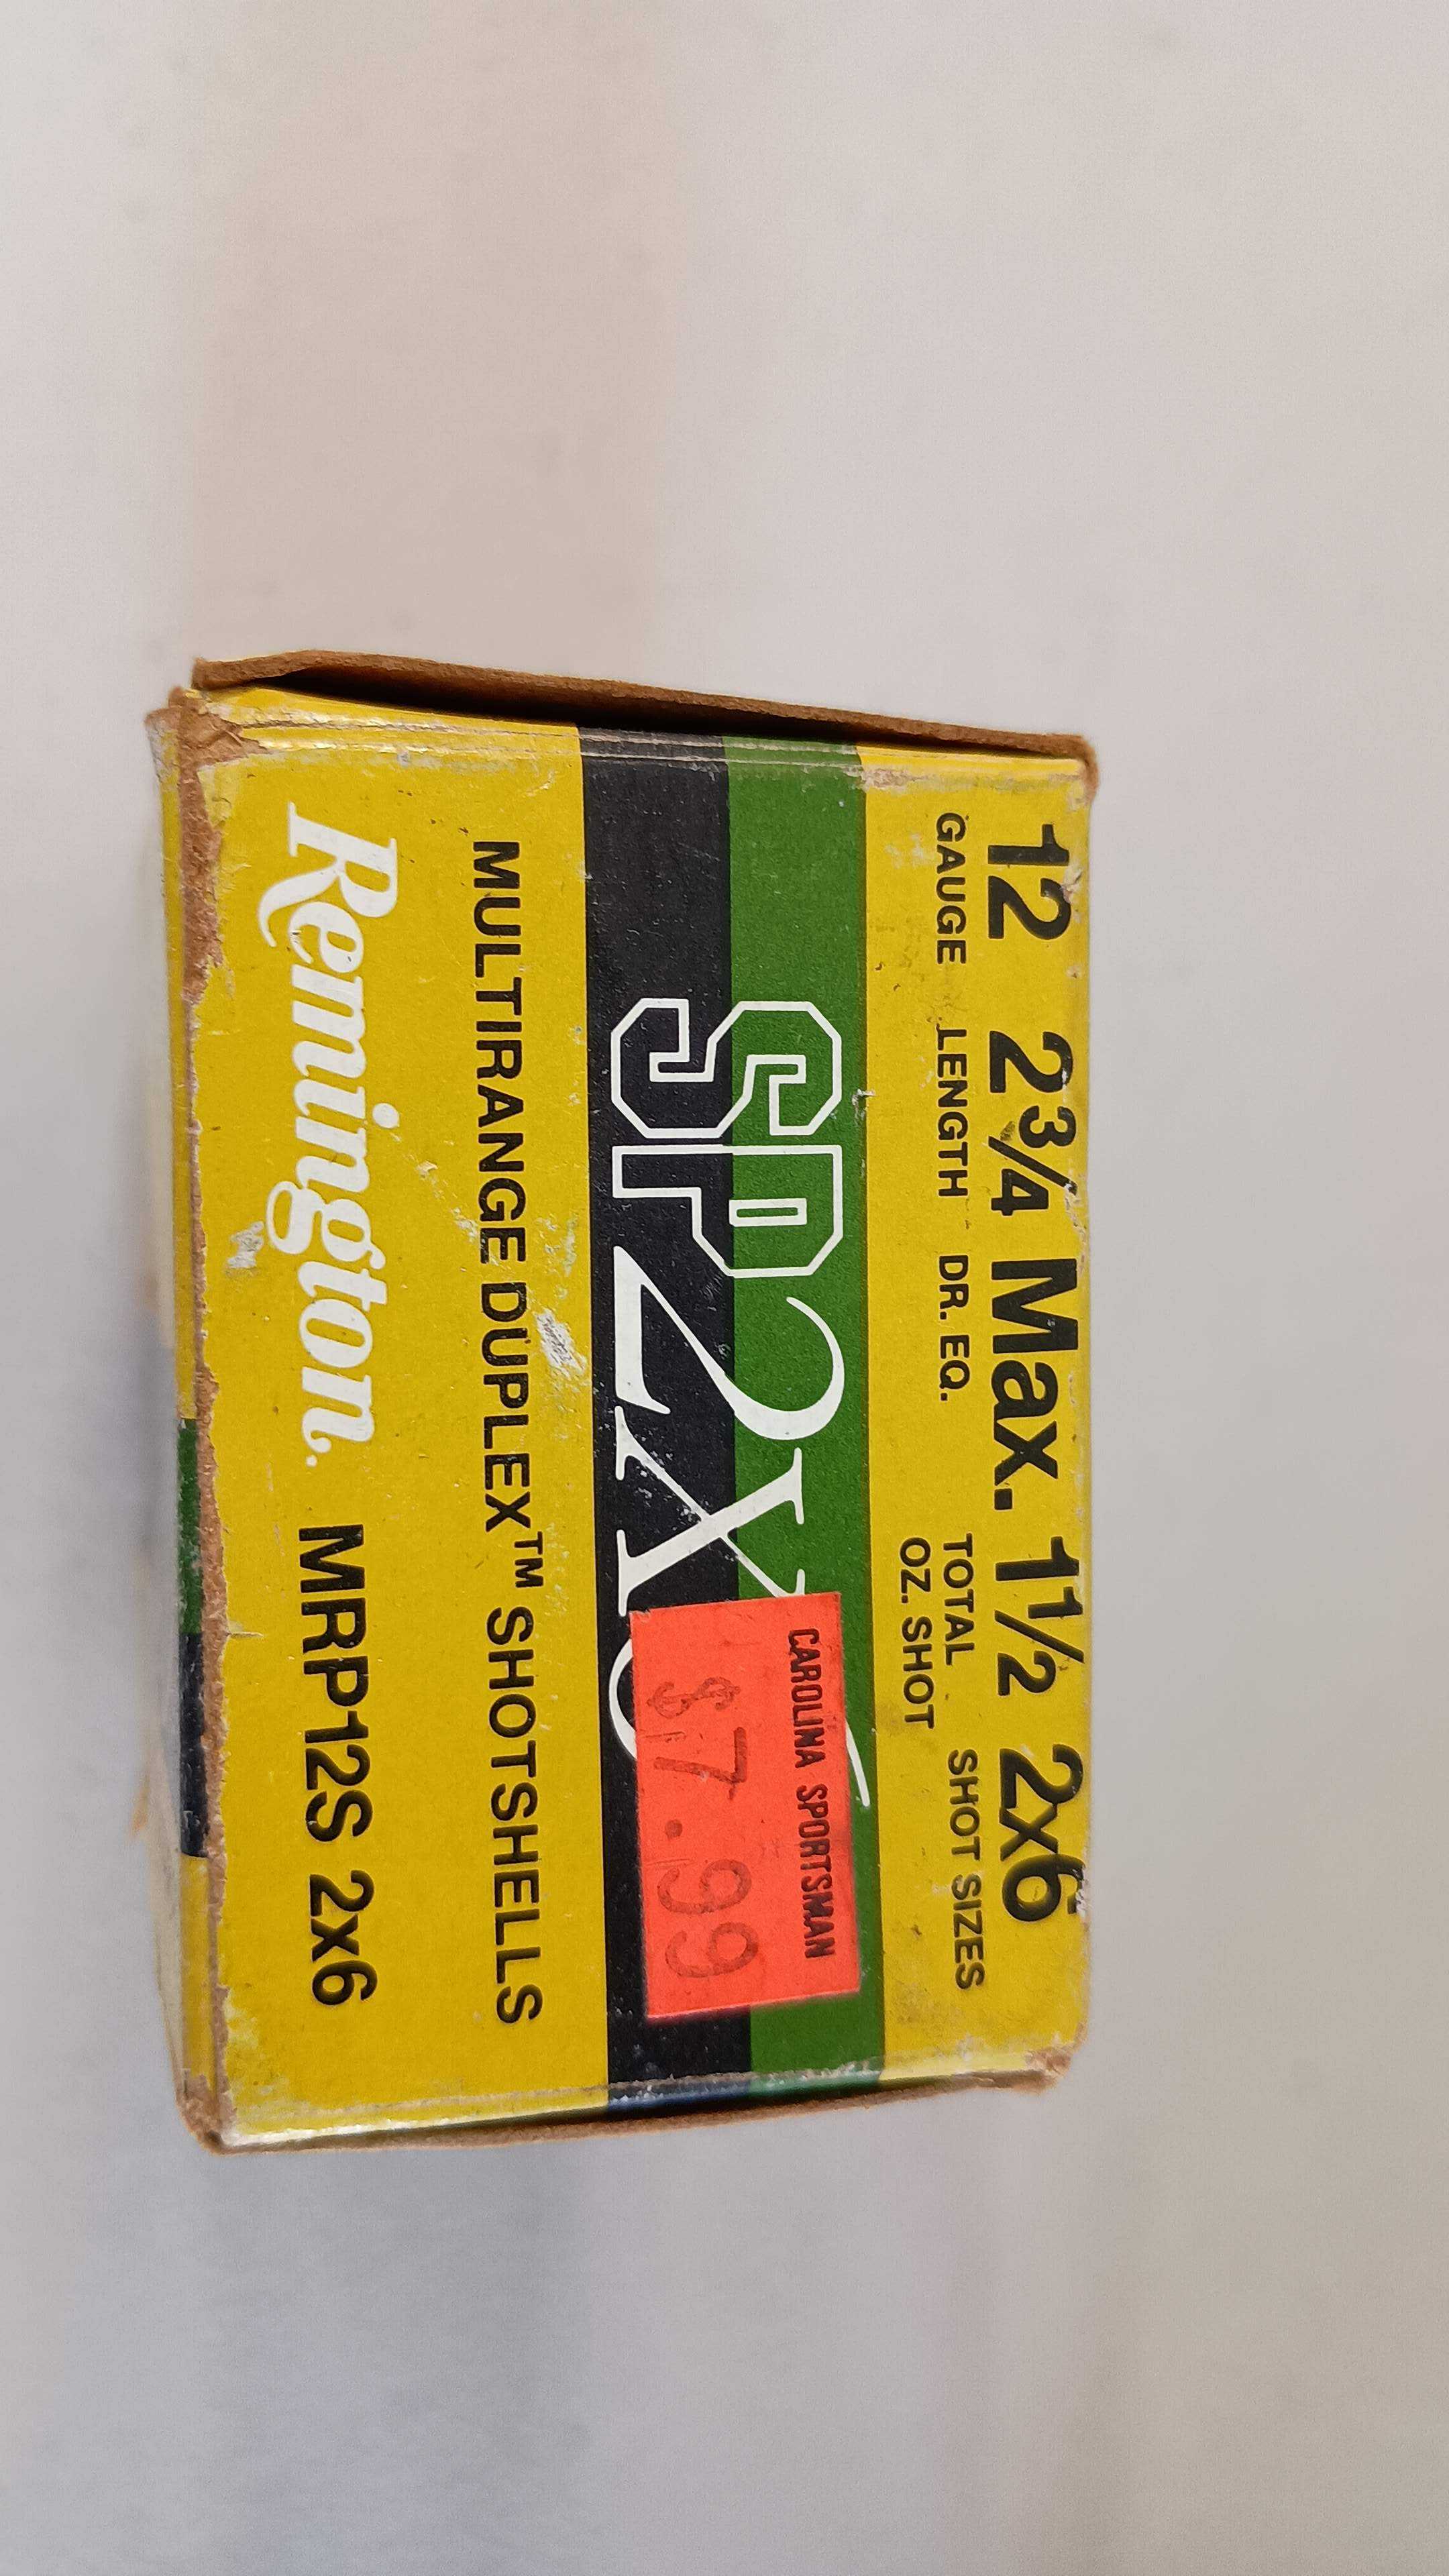 12 2¾ Max. 1½ 2x6
GAUGE LENGTH DR. EQ. TOTAL OZ. SHOT SHOT SIZES
SP2X
CAROLINA SPORTSMAN
$7.99
MULTIRANGE DUPLEX™ SHOTSHELLS
Remington. MRP12S 2x6